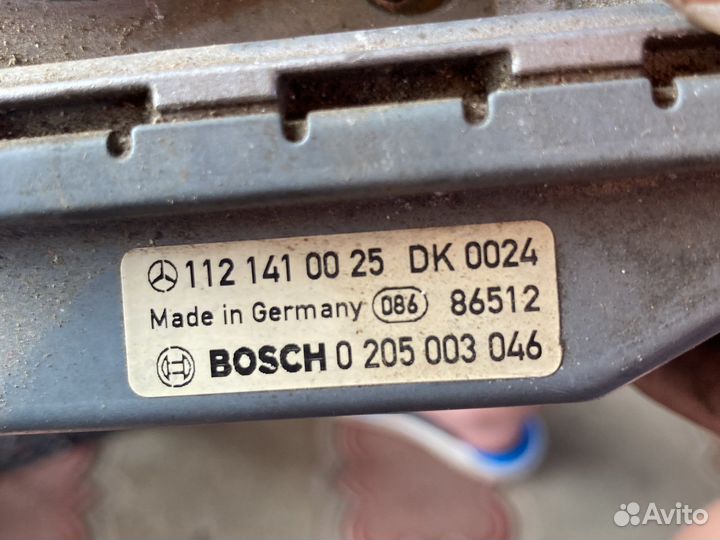 112 141 00 25 DK 0024
Made in Germany 086 86512
BOSCH 0 205 003 046
Avito